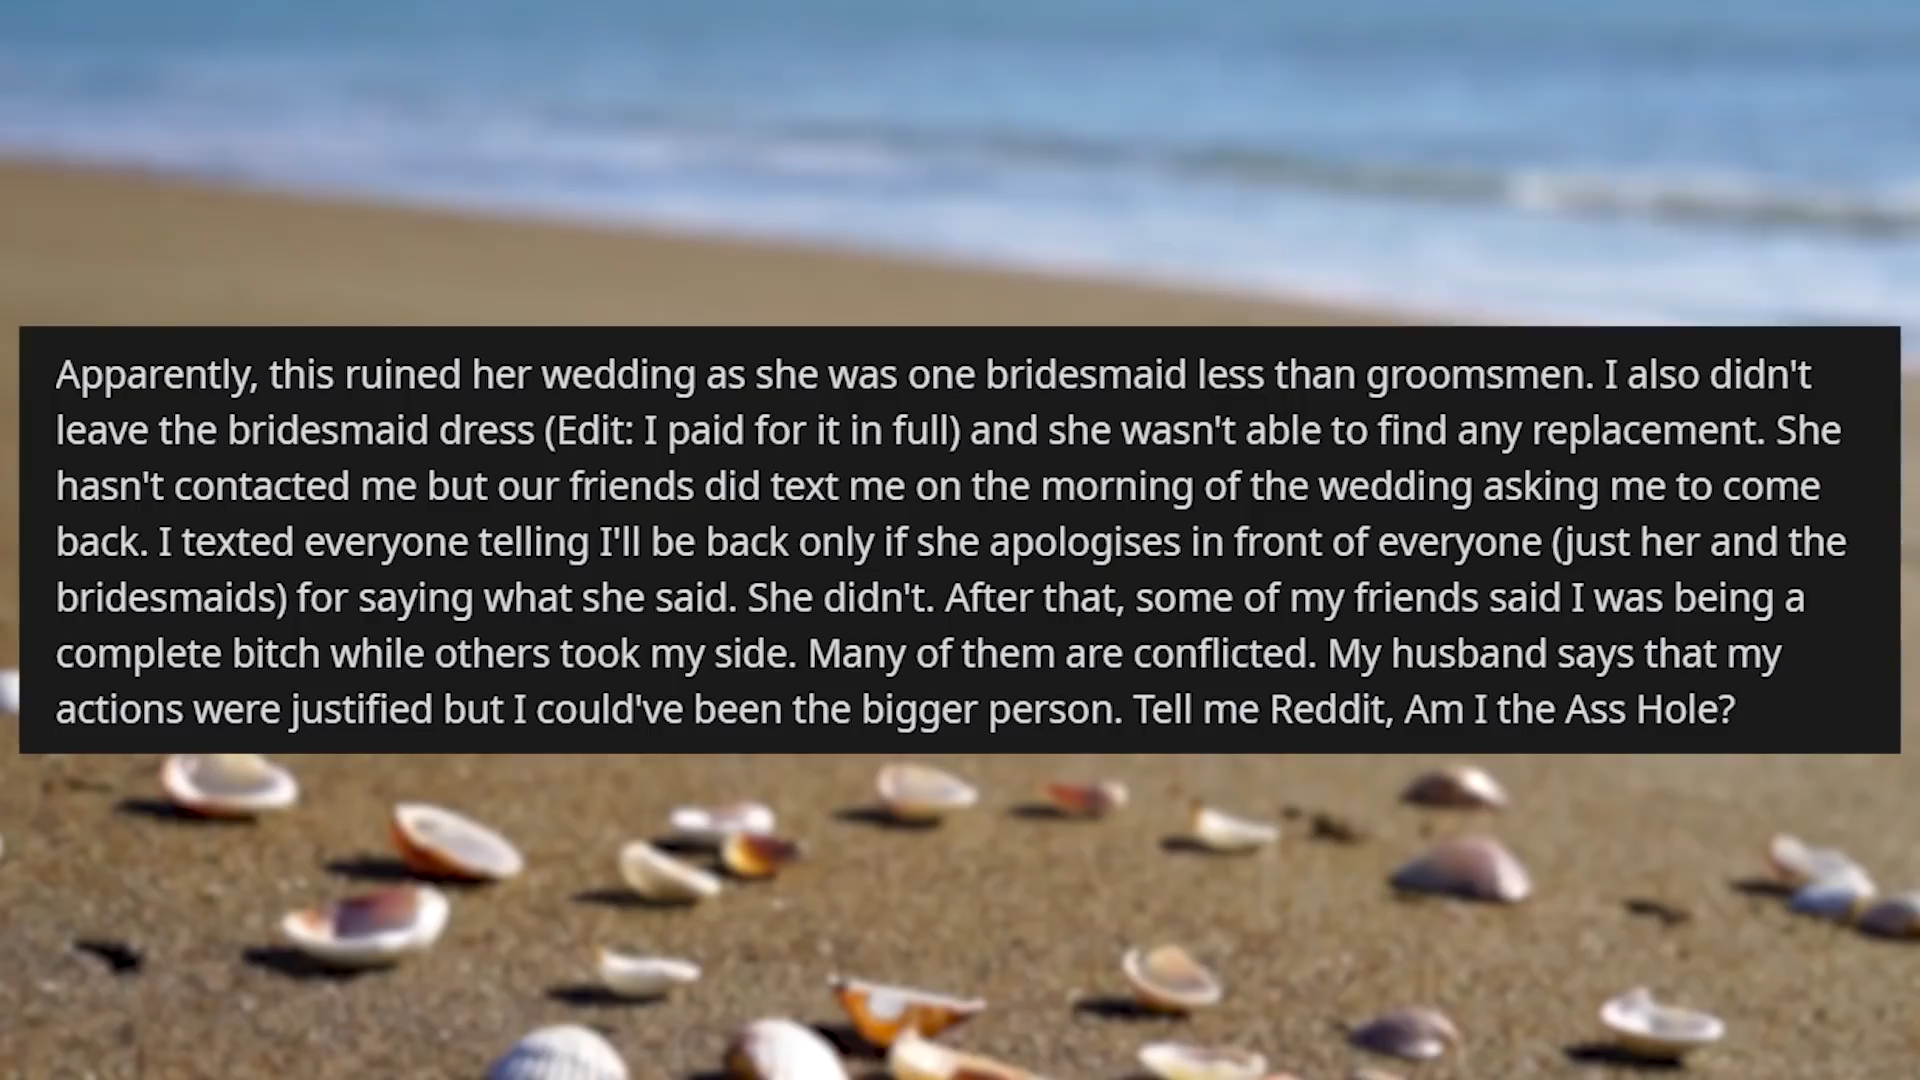 Apparently, this ruined her wedding as she was one bridesmaid less than groomsmen. I also didn't
leave the bridesmaid dress (Edit: I paid for it in full) and she wasn't able to find any replacement. She
hasn't contacted me but our friends did text me on the morning of the wedding asking me to come
back. I texted everyone telling I'll be back only if she apologises in front of everyone (just her and the
bridesmaids) for saying what she said. She didn't. After that, some of my friends said I was being a
complete bitch while others took my side. Many of them are conflicted. My husband says that my
actions were justified but I could've been the bigger person. Tell me Reddit, Am I the Ass Hole?